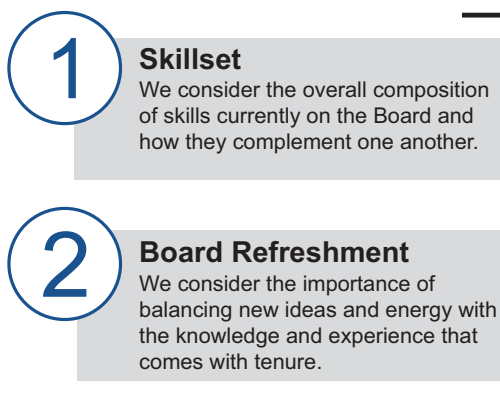 1
Skillset
We consider the overall composition
of skills currently on the Board and
how they complement one another.
2
Board Refreshment
We consider the importance of
balancing new ideas and energy with
the knowledge and experience that
comes with tenure.